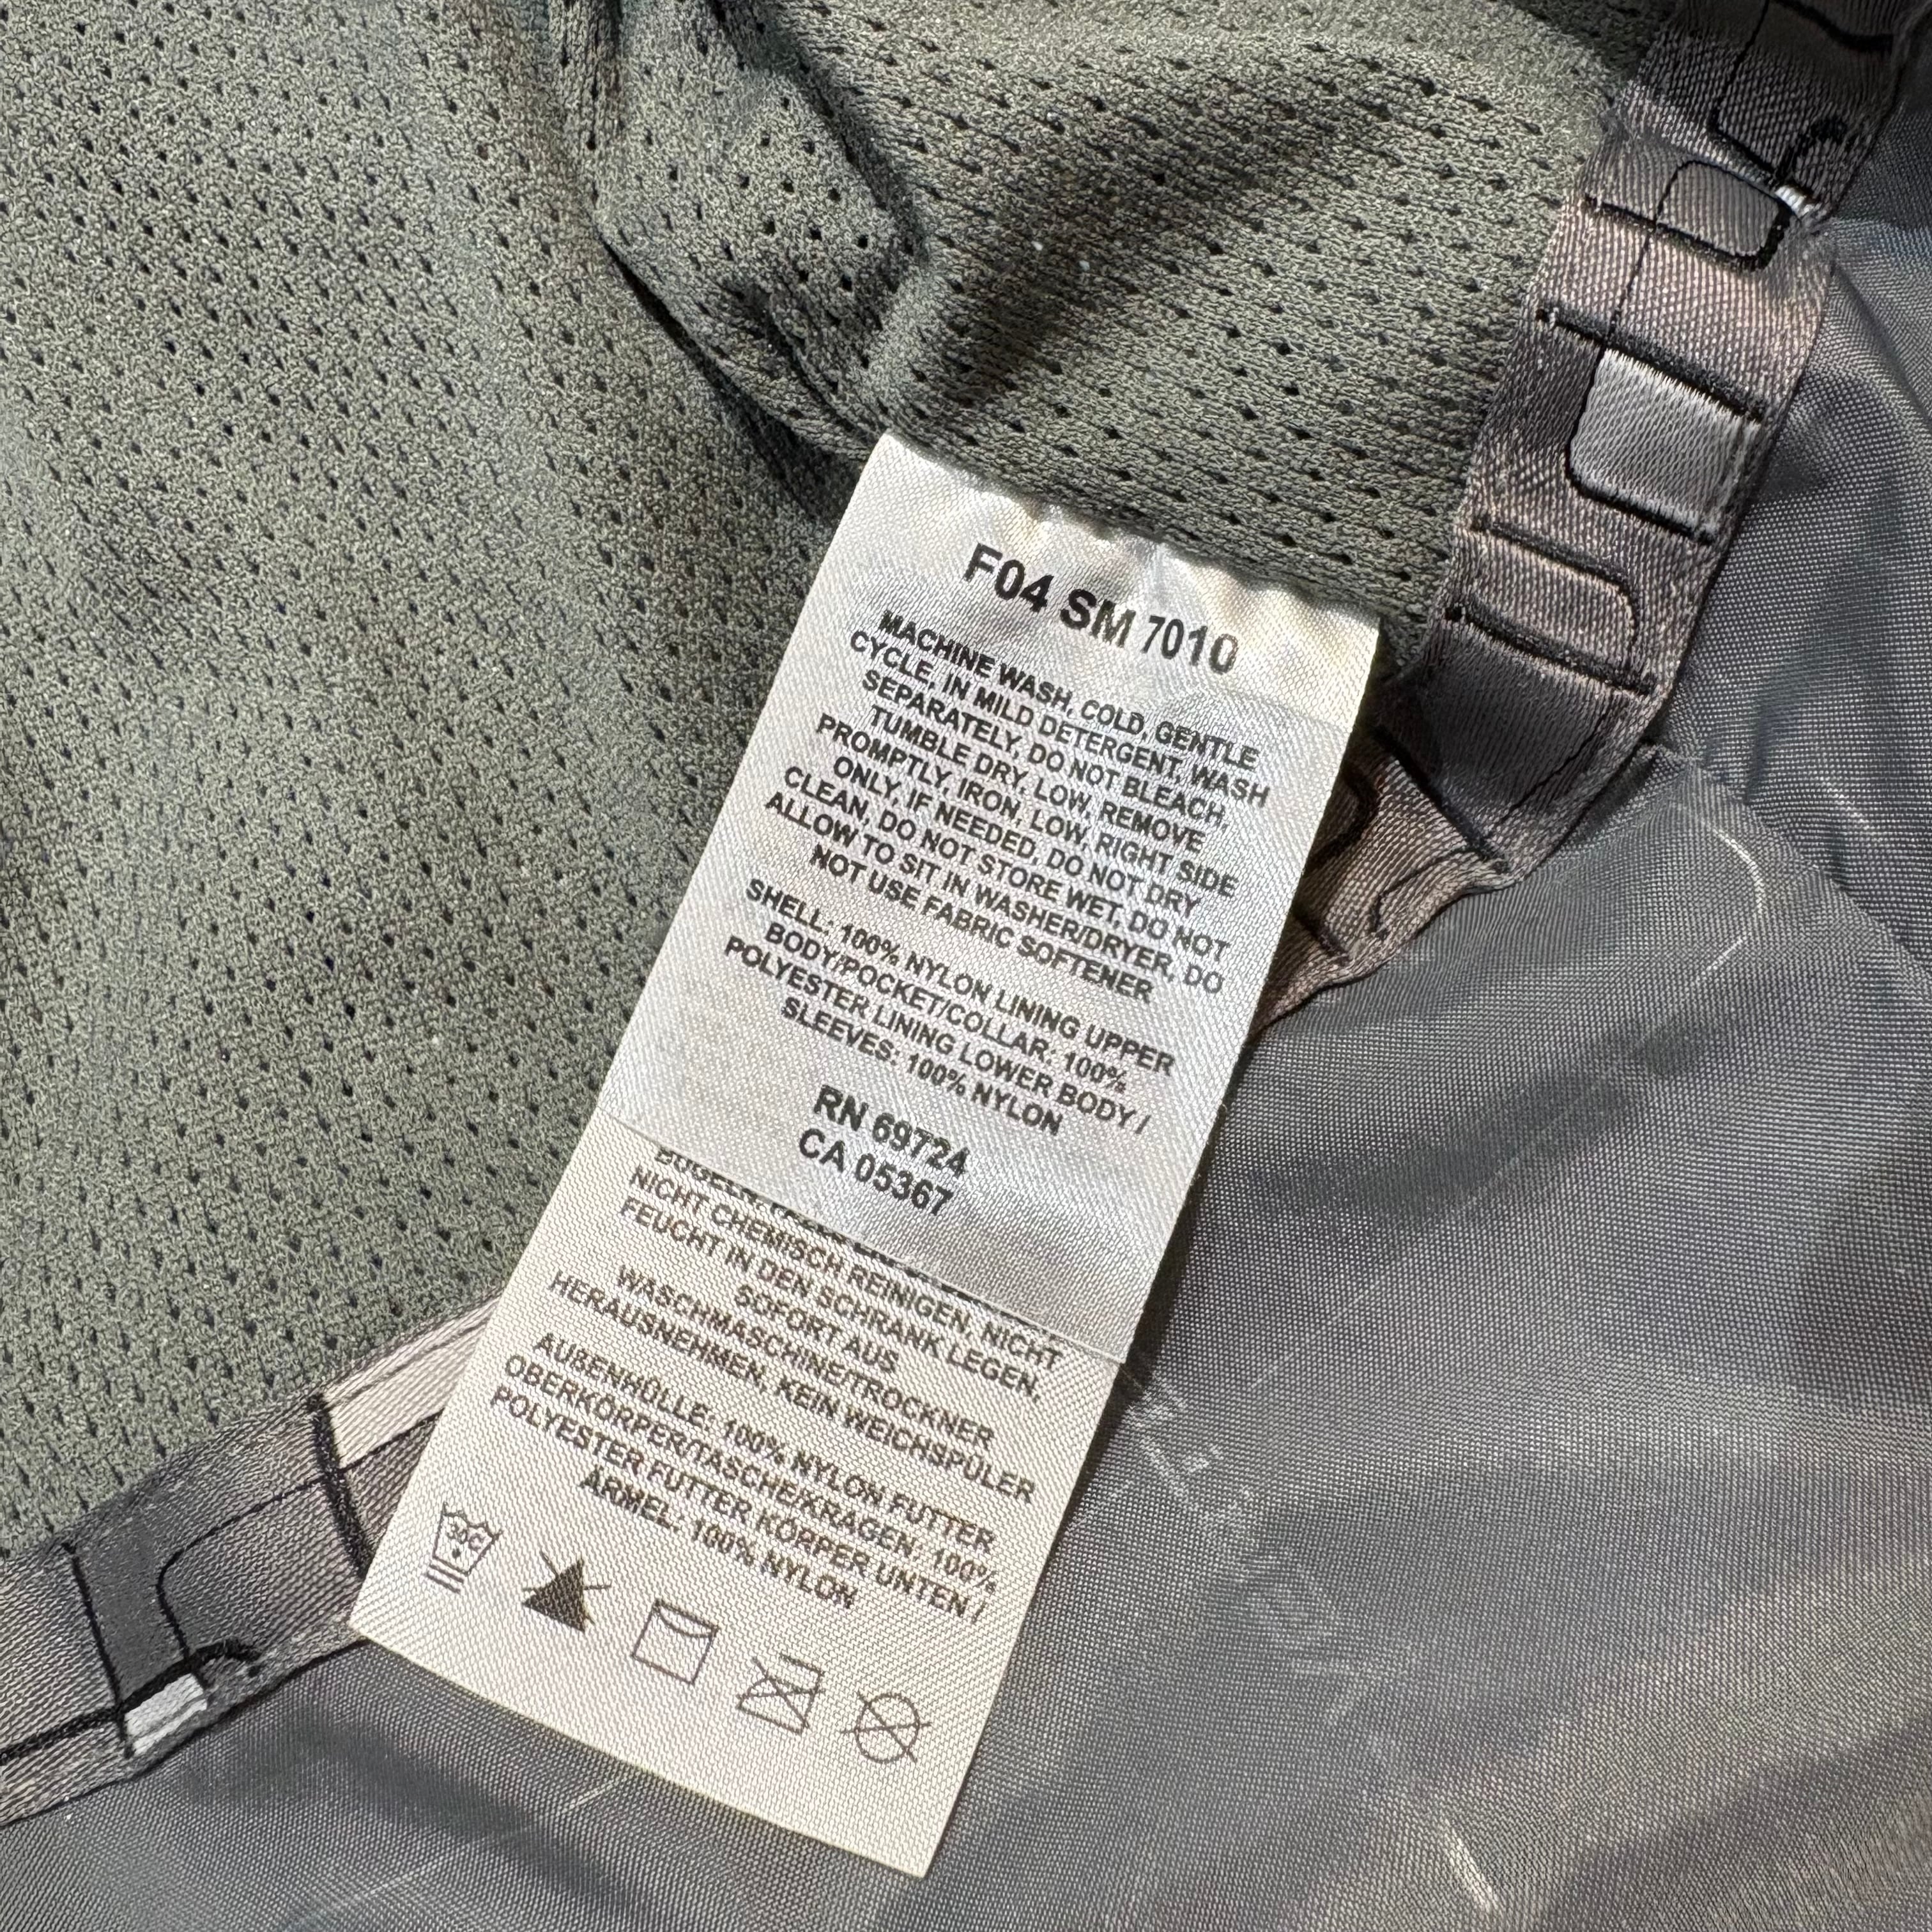 F04 SM 7010
MACHINE WASH, COLD, GENTLE
CYCLE, IN MILD DETERGENT, WASH
SEPARATELY, DO NOT BLEACH,
TUMBLE DRY, LOW, REMOVE
PROMPTLY, IRON, LOW, RIGHT SIDE
ONLY, IF NEEDED, DO NOT DRY
CLEAN, DO NOT STORE WET, DO NOT
ALLOW TO SIT IN WASHER/DRYER, DO
NOT USE FABRIC SOFTENER
SHELL: 100% NYLON LINING UPPER
BODY/POCKET/COLLAR: 100%
POLYESTER LINING LOWER BODY /
SLEEVES: 100% NYLON
RN 69724
CA 05367
NICHT CHEMISCH REINIGEN, NICHT
FEUCHT IN DEN SCHRANK LEGEN,
SOFORT AUS
WASCHMASCHINE/TROCKNER
HERAUSNEHMEN, KEIN WEICHSPÜLER
AUßENHÜLLE: 100% NYLON FUTTER
OBERKÖRPER/TASCHE/KRAGEN: 100%
POLYESTER FUTTER KÖRPER UNTEN /
ÄRMEL: 100% NYLON
30C